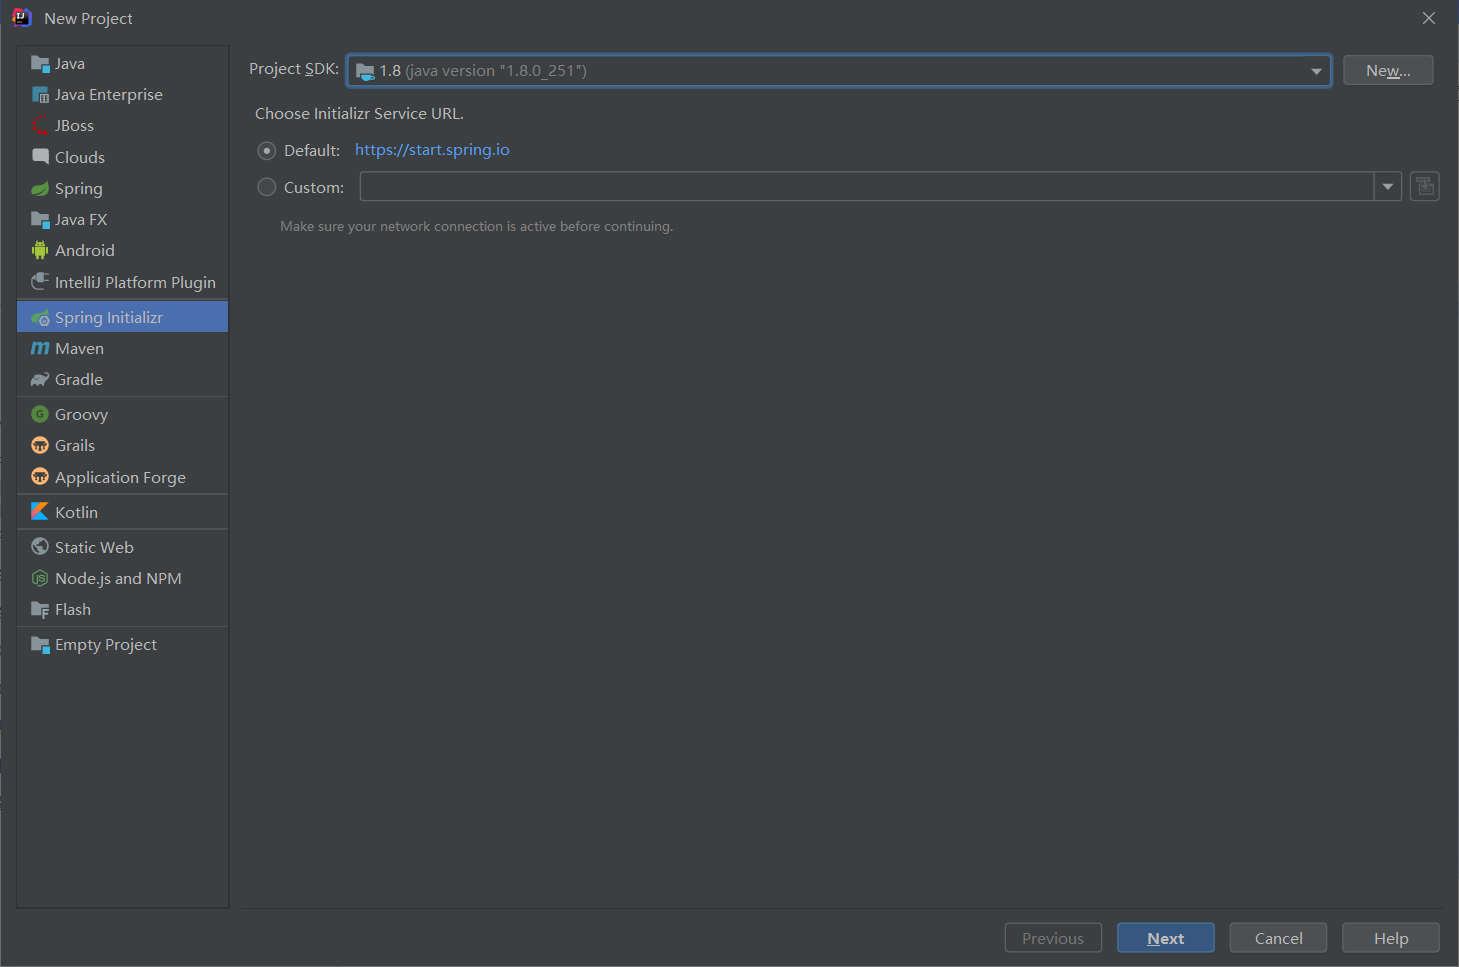 New Project
Java
Java Enterprise
JBoss
Clouds
Spring
Java FX
Android
IntelliJ Platform Plugin
Spring Initializr
Maven
Gradle
Groovy
Grails
Application Forge
Kotlin
Static Web
Node.js and NPM
Flash
Empty Project
Project SDK: 1.8 (java version "1.8.0_251") New...
Choose Initializr Service URL.
Default: https://start.spring.io
Custom:
Make sure your network connection is active before continuing.
Previous Next Cancel Help